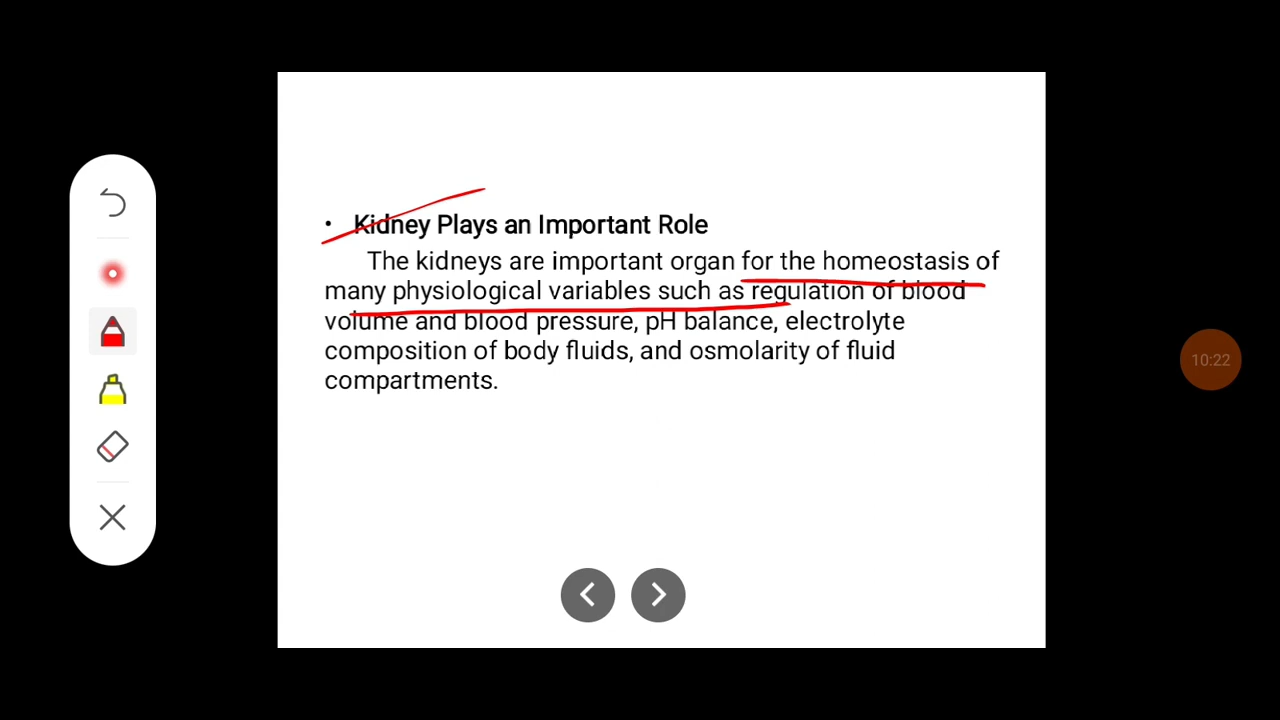 • Kidney Plays an Important Role
The kidneys are important organ for the homeostasis of
many physiological variables such as regulation of blood
volume and blood pressure, pH balance, electrolyte
composition of body fluids, and osmolarity of fluid
compartments.
10:22